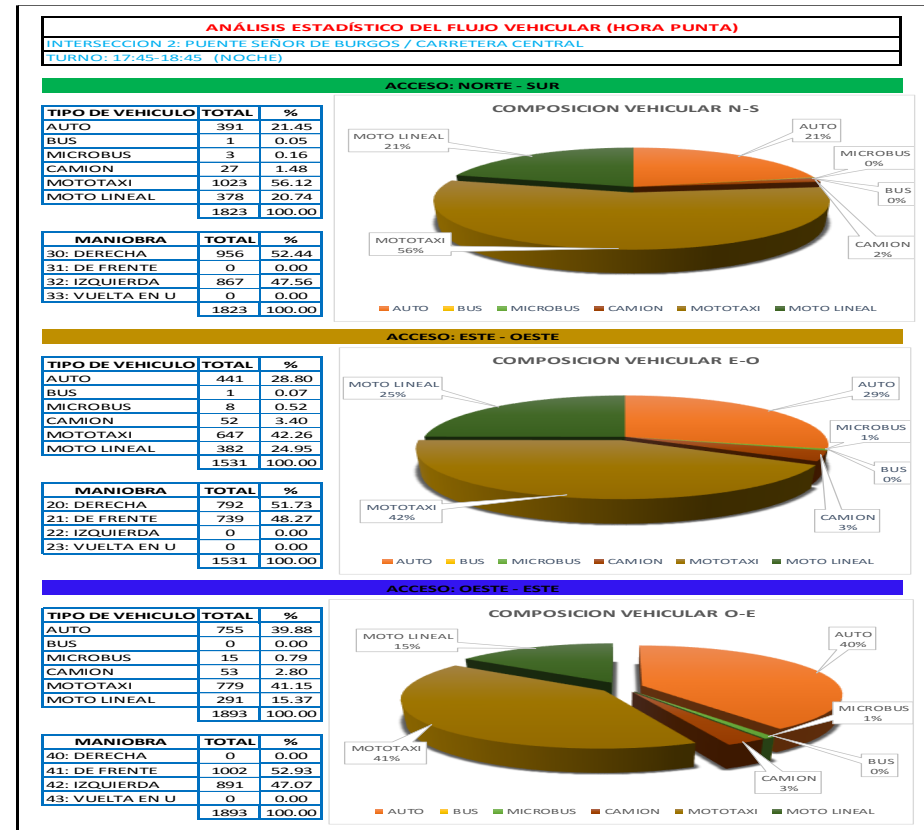 ANÁLISIS ESTADÍSTICO DEL FLUJO VEHICULAR (HORA PUNTA)
INTERSECCION 2: PUENTE SEÑOR DE BURGOS / CARRETERA CENTRAL
TURNO: 17:45-18:45 (NOCHE)
ACCESO: NORTE - SUR
TIPO DE VEHICULO TOTAL %
AUTO 391 21.45
BUS 1 0.05
MICROBUS 3 0.16
CAMION 27 1.48
MOTOTAXI 1023 56.12
MOTO LINEAL 378 20.74
1823 100.00
MANIOBRA TOTAL %
30: DERECHA 956 52.44
31: DE FRENTE 0 0.00
32: IZQUIERDA 867 47.56
33: VUELTA EN U 0 0.00
1823 100.00
COMPOSICION VEHICULAR N-S
MOTO LINEAL
21%
AUTO
21%
MICROBUS
0%
BUS
0%
CAMION
2%
MOTOTAXI
56%
AUTO BUS MICROBUS CAMION MOTOTAXI MOTO LINEAL
ACCESO: ESTE - OESTE
TIPO DE VEHICULO TOTAL %
AUTO 441 28.80
BUS 1 0.07
MICROBUS 8 0.52
CAMION 52 3.40
MOTOTAXI 647 42.26
MOTO LINEAL 382 24.95
1531 100.00
MANIOBRA TOTAL %
20: DERECHA 792 51.73
21: DE FRENTE 739 48.27
22: IZQUIERDA 0 0.00
23: VUELTA EN U 0 0.00
1531 100.00
COMPOSICION VEHICULAR E-O
MOTO LINEAL
25%
AUTO
29%
MICROBUS
1%
BUS
0%
CAMION
3%
MOTOTAXI
42%
AUTO BUS MICROBUS CAMION MOTOTAXI MOTO LINEAL
ACCESO: OESTE - ESTE
TIPO DE VEHICULO TOTAL %
AUTO 755 39.88
BUS 0 0.00
MICROBUS 15 0.79
CAMION 53 2.80
MOTOTAXI 779 41.15
MOTO LINEAL 291 15.37
1893 100.00
MANIOBRA TOTAL %
40: DERECHA 0 0.00
41: DE FRENTE 1002 52.93
42: IZQUIERDA 891 47.07
43: VUELTA EN U 0 0.00
1893 100.00
COMPOSICION VEHICULAR O-E
MOTO LINEAL
15%
AUTO
40%
MICROBUS
1%
BUS
0%
CAMION
3%
MOTOTAXI
41%
AUTO BUS MICROBUS CAMION MOTOTAXI MOTO LINEAL